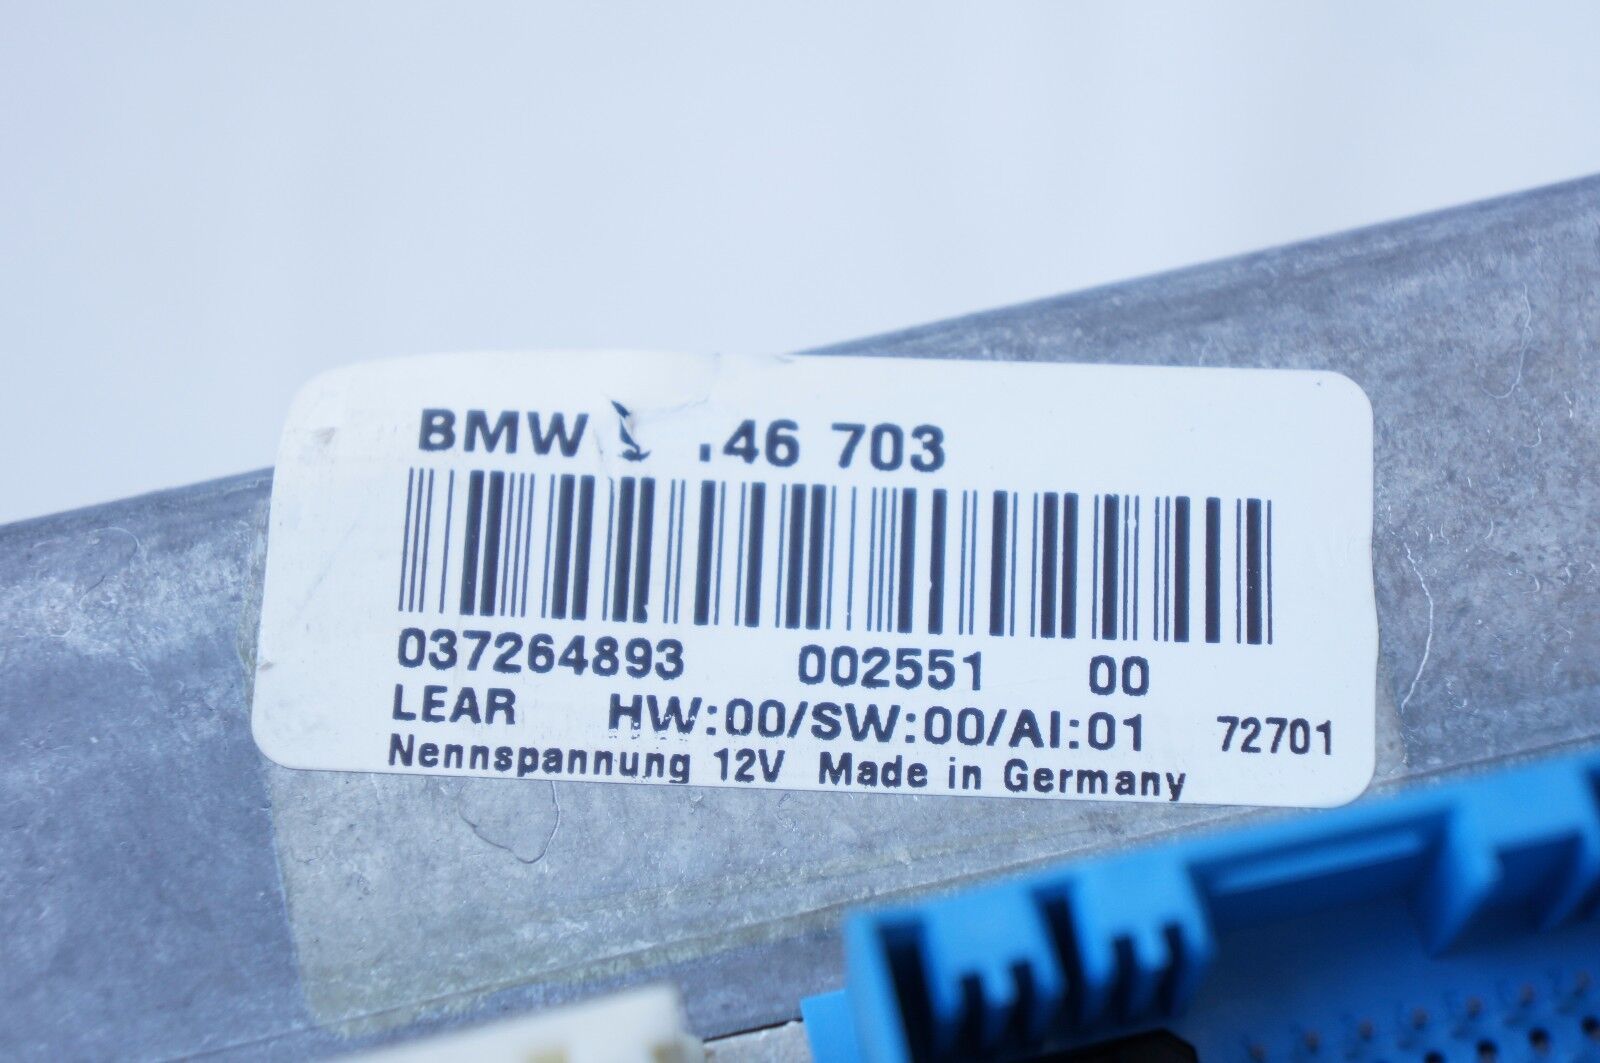 BMW 46 703
037264893 002551 00
LEAR HW:00/SW:00/AI:01 72701
Nennspannung 12V Made in Germany